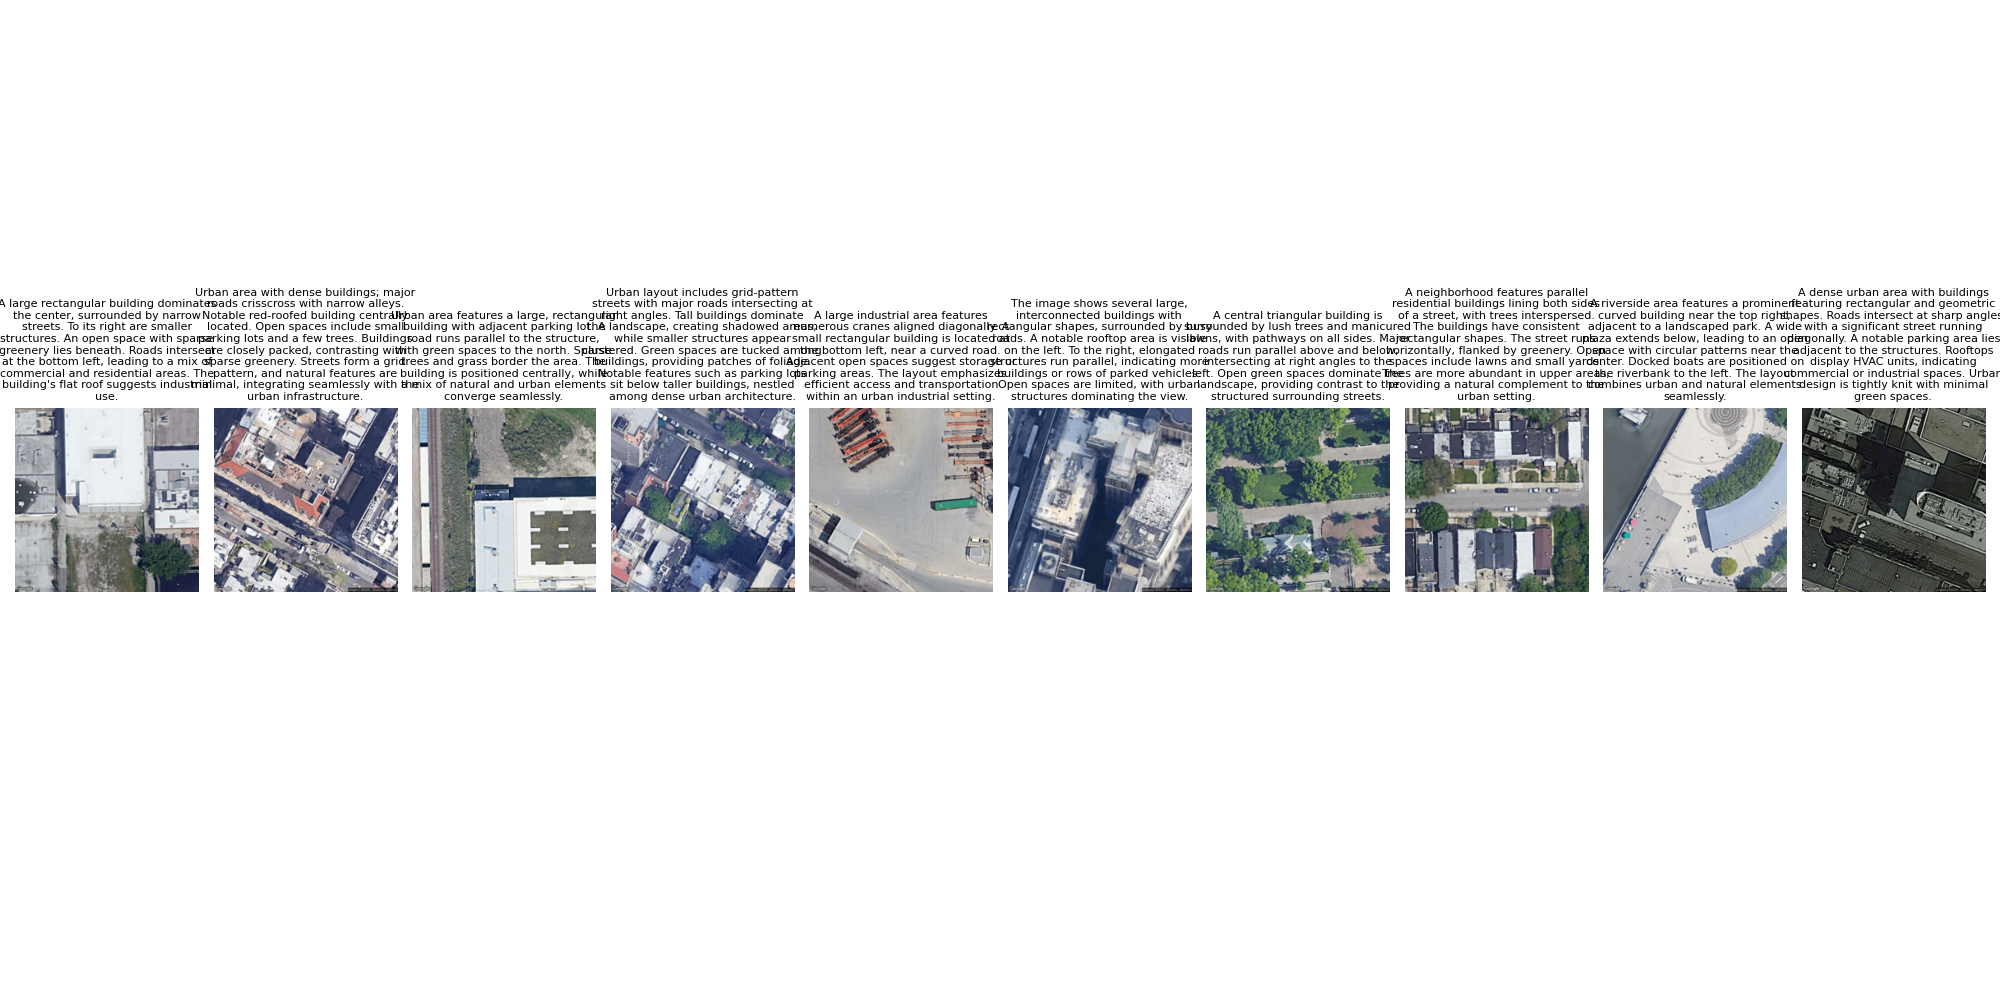 A large rectangular building dominates
the center, surrounded by narrow
streets. To its right are smaller
structures. An open space with sparse
greenery lies beneath. Roads intersect
at the bottom left, leading to a mix of
commercial and residential areas. The
building's flat roof suggests industrial
use.
Urban area with dense buildings; major
roads crisscross with narrow alleys.
Notable red-roofed building centrally
located. Open spaces include small
parking lots and a few trees. Buildings
are closely packed, contrasting with
sparse greenery. Streets form a grid
pattern, and natural features are
minimal, integrating seamlessly with the
urban infrastructure.
Urban area features a large, rectangular
building with adjacent parking lot. A
road runs parallel to the structure,
with green spaces to the north. Sparse
trees and grass border the area. The
building is positioned centrally, while
a mix of natural and urban elements
converge seamlessly.
Urban layout includes grid-pattern
streets with major roads intersecting at
right angles. Tall buildings dominate
the landscape, creating shadowed areas,
while smaller structures appear
clustered. Green spaces are tucked among
buildings, providing patches of foliage.
Notable features such as parking lots
sit below taller buildings, nestled
among dense urban architecture.
A large industrial area features
numerous cranes aligned diagonally. A
small rectangular building is located at
the bottom left, near a curved road.
Adjacent open spaces suggest storage or
parking areas. The layout emphasizes
efficient access and transportation
within an urban industrial setting.
The image shows several large,
interconnected buildings with
rectangular shapes, surrounded by busy
roads. A notable rooftop area is visible
on the left. To the right, elongated
structures run parallel, indicating more
buildings or rows of parked vehicles.
Open spaces are limited, with urban
structures dominating the view.
A central triangular building is
surrounded by lush trees and manicured
lawns, with pathways on all sides. Major
roads run parallel above and below,
intersecting at right angles to the
left. Open green spaces dominate the
landscape, providing contrast to the
structured surrounding streets.
A neighborhood features parallel
residential buildings lining both sides
of a street, with trees interspersed.
The buildings have consistent
rectangular shapes. The street runs
horizontally, flanked by greenery. Open
spaces include lawns and small yards.
Trees are more abundant in upper areas,
providing a natural complement to the
urban setting.
A riverside area features a prominent
curved building near the top right,
adjacent to a landscaped park. A wide
plaza extends below, leading to an open
space with circular patterns near the
center. Docked boats are positioned on
the riverbank to the left. The layout
combines urban and natural elements
seamlessly.
A dense urban area with buildings
featuring rectangular and geometric
shapes. Roads intersect at sharp angles
with a significant street running
diagonally. A notable parking area lies
adjacent to the structures. Rooftops
display HVAC units, indicating
commercial or industrial spaces. Urban
design is tightly knit with minimal
green spaces.